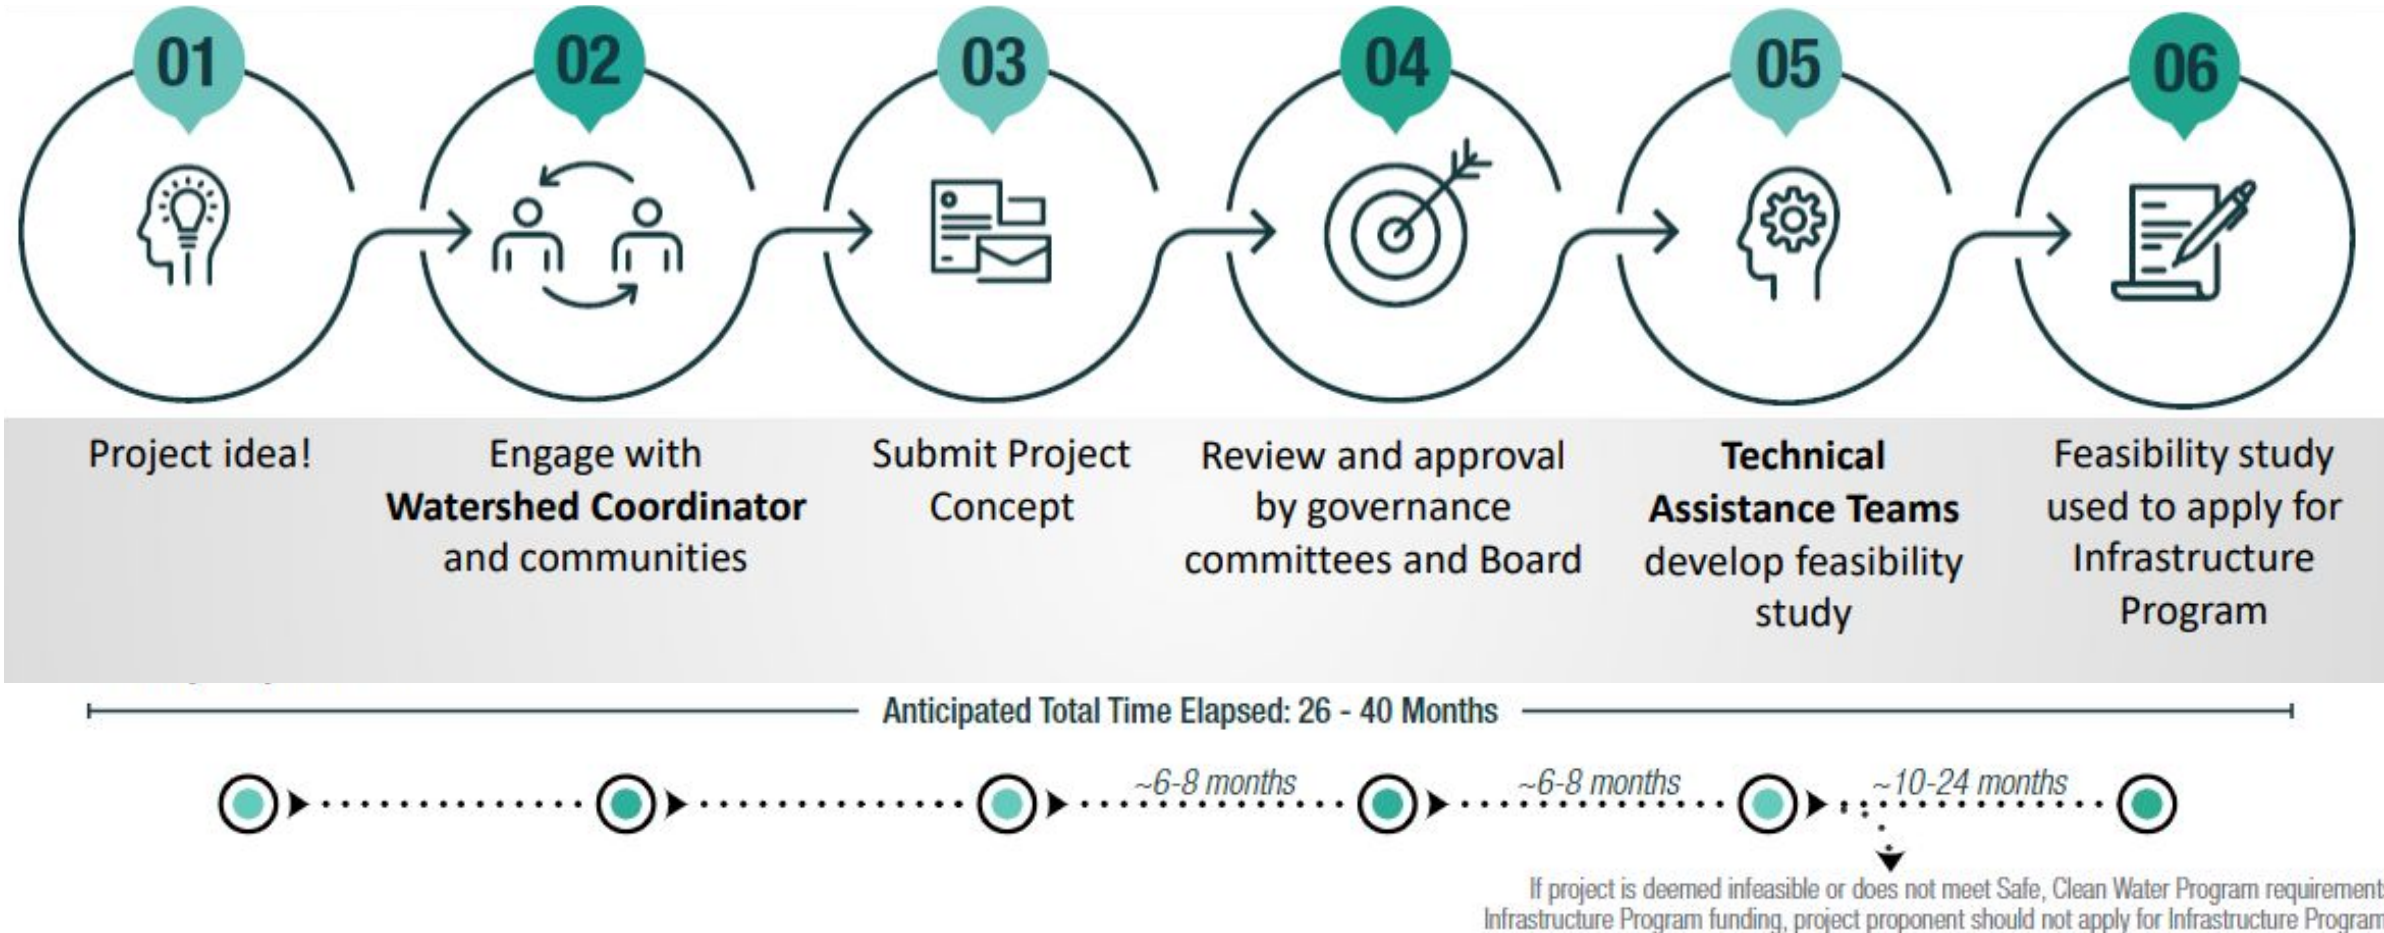 01
02
03
04
05
06
Project idea!
Engage with
Watershed Coordinator
and communities
Submit Project
Concept
Review and approval
by governance
committees and Board
Technical
Assistance Teams
develop feasibility
study
Feasibility study
used to apply for
Infrastructure
Program
Anticipated Total Time Elapsed: 26 - 40 Months
~6-8 months
~6-8 months
~10-24 months
If project is deemed infeasible or does not meet Safe, Clean Water Program requirement
Infrastructure Program funding, project proponent should not apply for Infrastructure Program